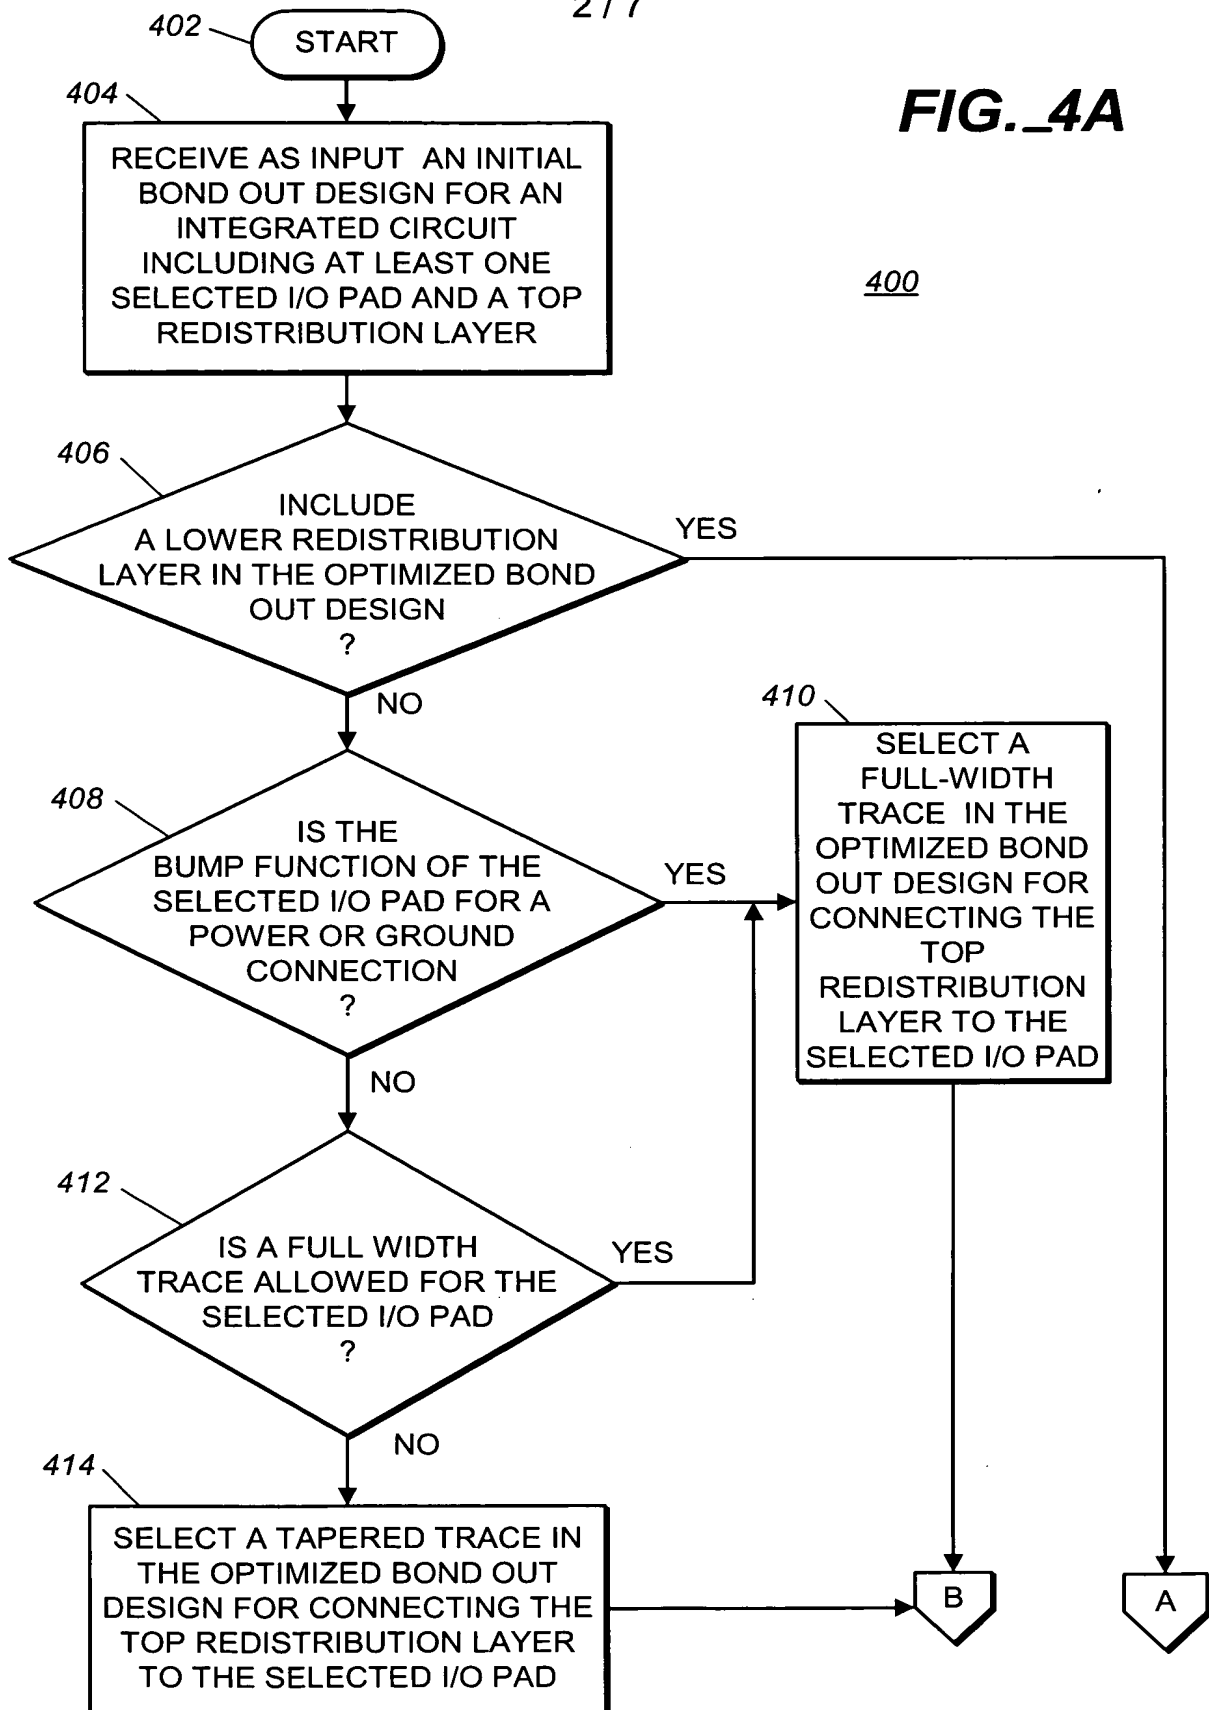 2 / 7
402
START
FIG._4A
404
RECEIVE AS INPUT AN INITIAL
BOND OUT DESIGN FOR AN
INTEGRATED CIRCUIT
INCLUDING AT LEAST ONE
SELECTED I/O PAD AND A TOP
REDISTRIBUTION LAYER
400
406
INCLUDE
A LOWER REDISTRIBUTION
LAYER IN THE OPTIMIZED BOND
OUT DESIGN
?
YES
NO
408
IS THE
BUMP FUNCTION OF THE
SELECTED I/O PAD FOR A
POWER OR GROUND
CONNECTION
?
YES
NO
410
SELECT A
FULL-WIDTH
TRACE IN THE
OPTIMIZED BOND
OUT DESIGN FOR
CONNECTING THE
TOP
REDISTRIBUTION
LAYER TO THE
SELECTED I/O PAD
412
IS A FULL WIDTH
TRACE ALLOWED FOR THE
SELECTED I/O PAD
?
YES
NO
414
SELECT A TAPERED TRACE IN
THE OPTIMIZED BOND OUT
DESIGN FOR CONNECTING THE
TOP REDISTRIBUTION LAYER
TO THE SELECTED I/O PAD
B
A